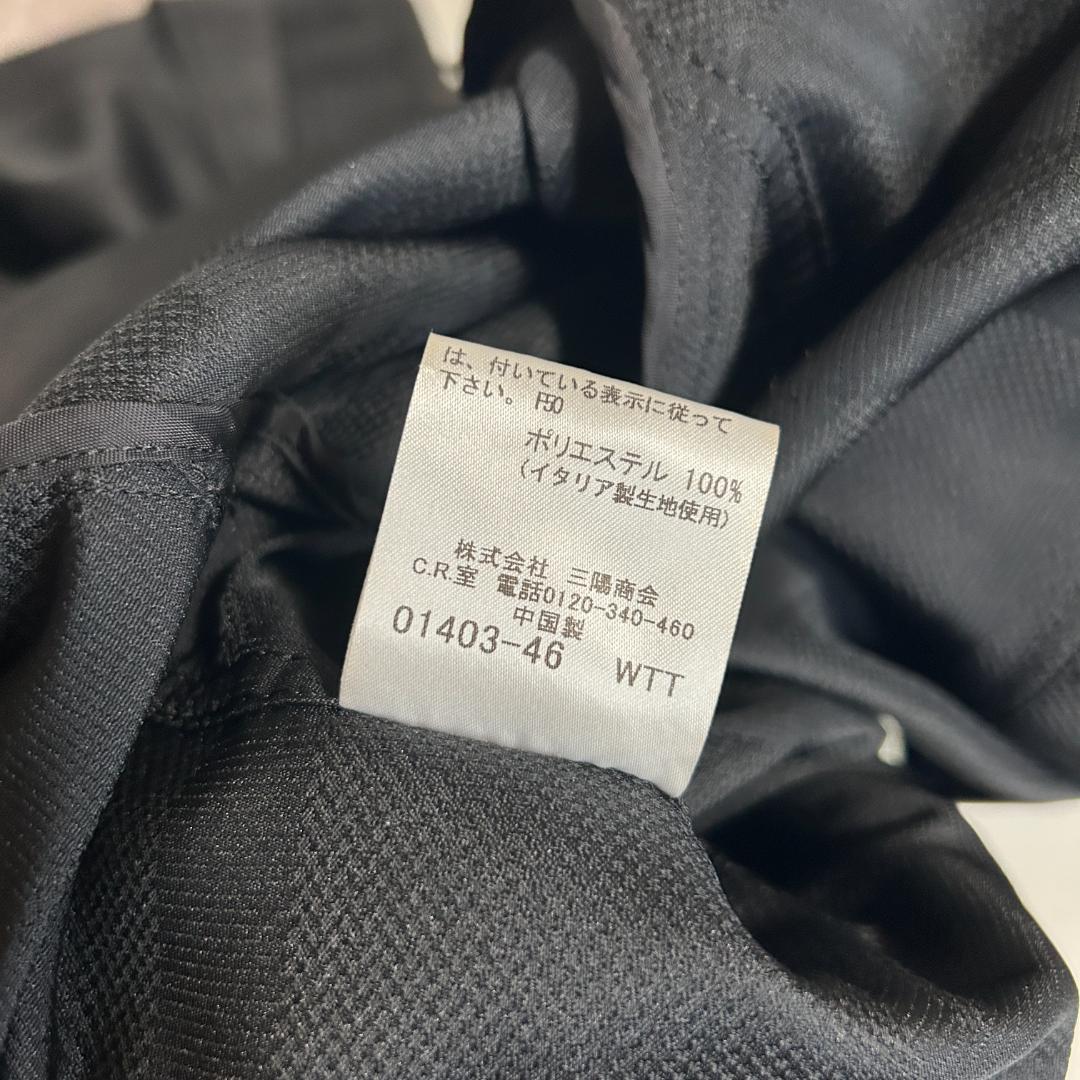 は、付いている表示に従って
下さい。 F50
ポリエステル 100%
(イタリア製生地使用)
株式会社 三陽商会
C.R.室 電話0120-340-460
中国製
01403-46 WTT